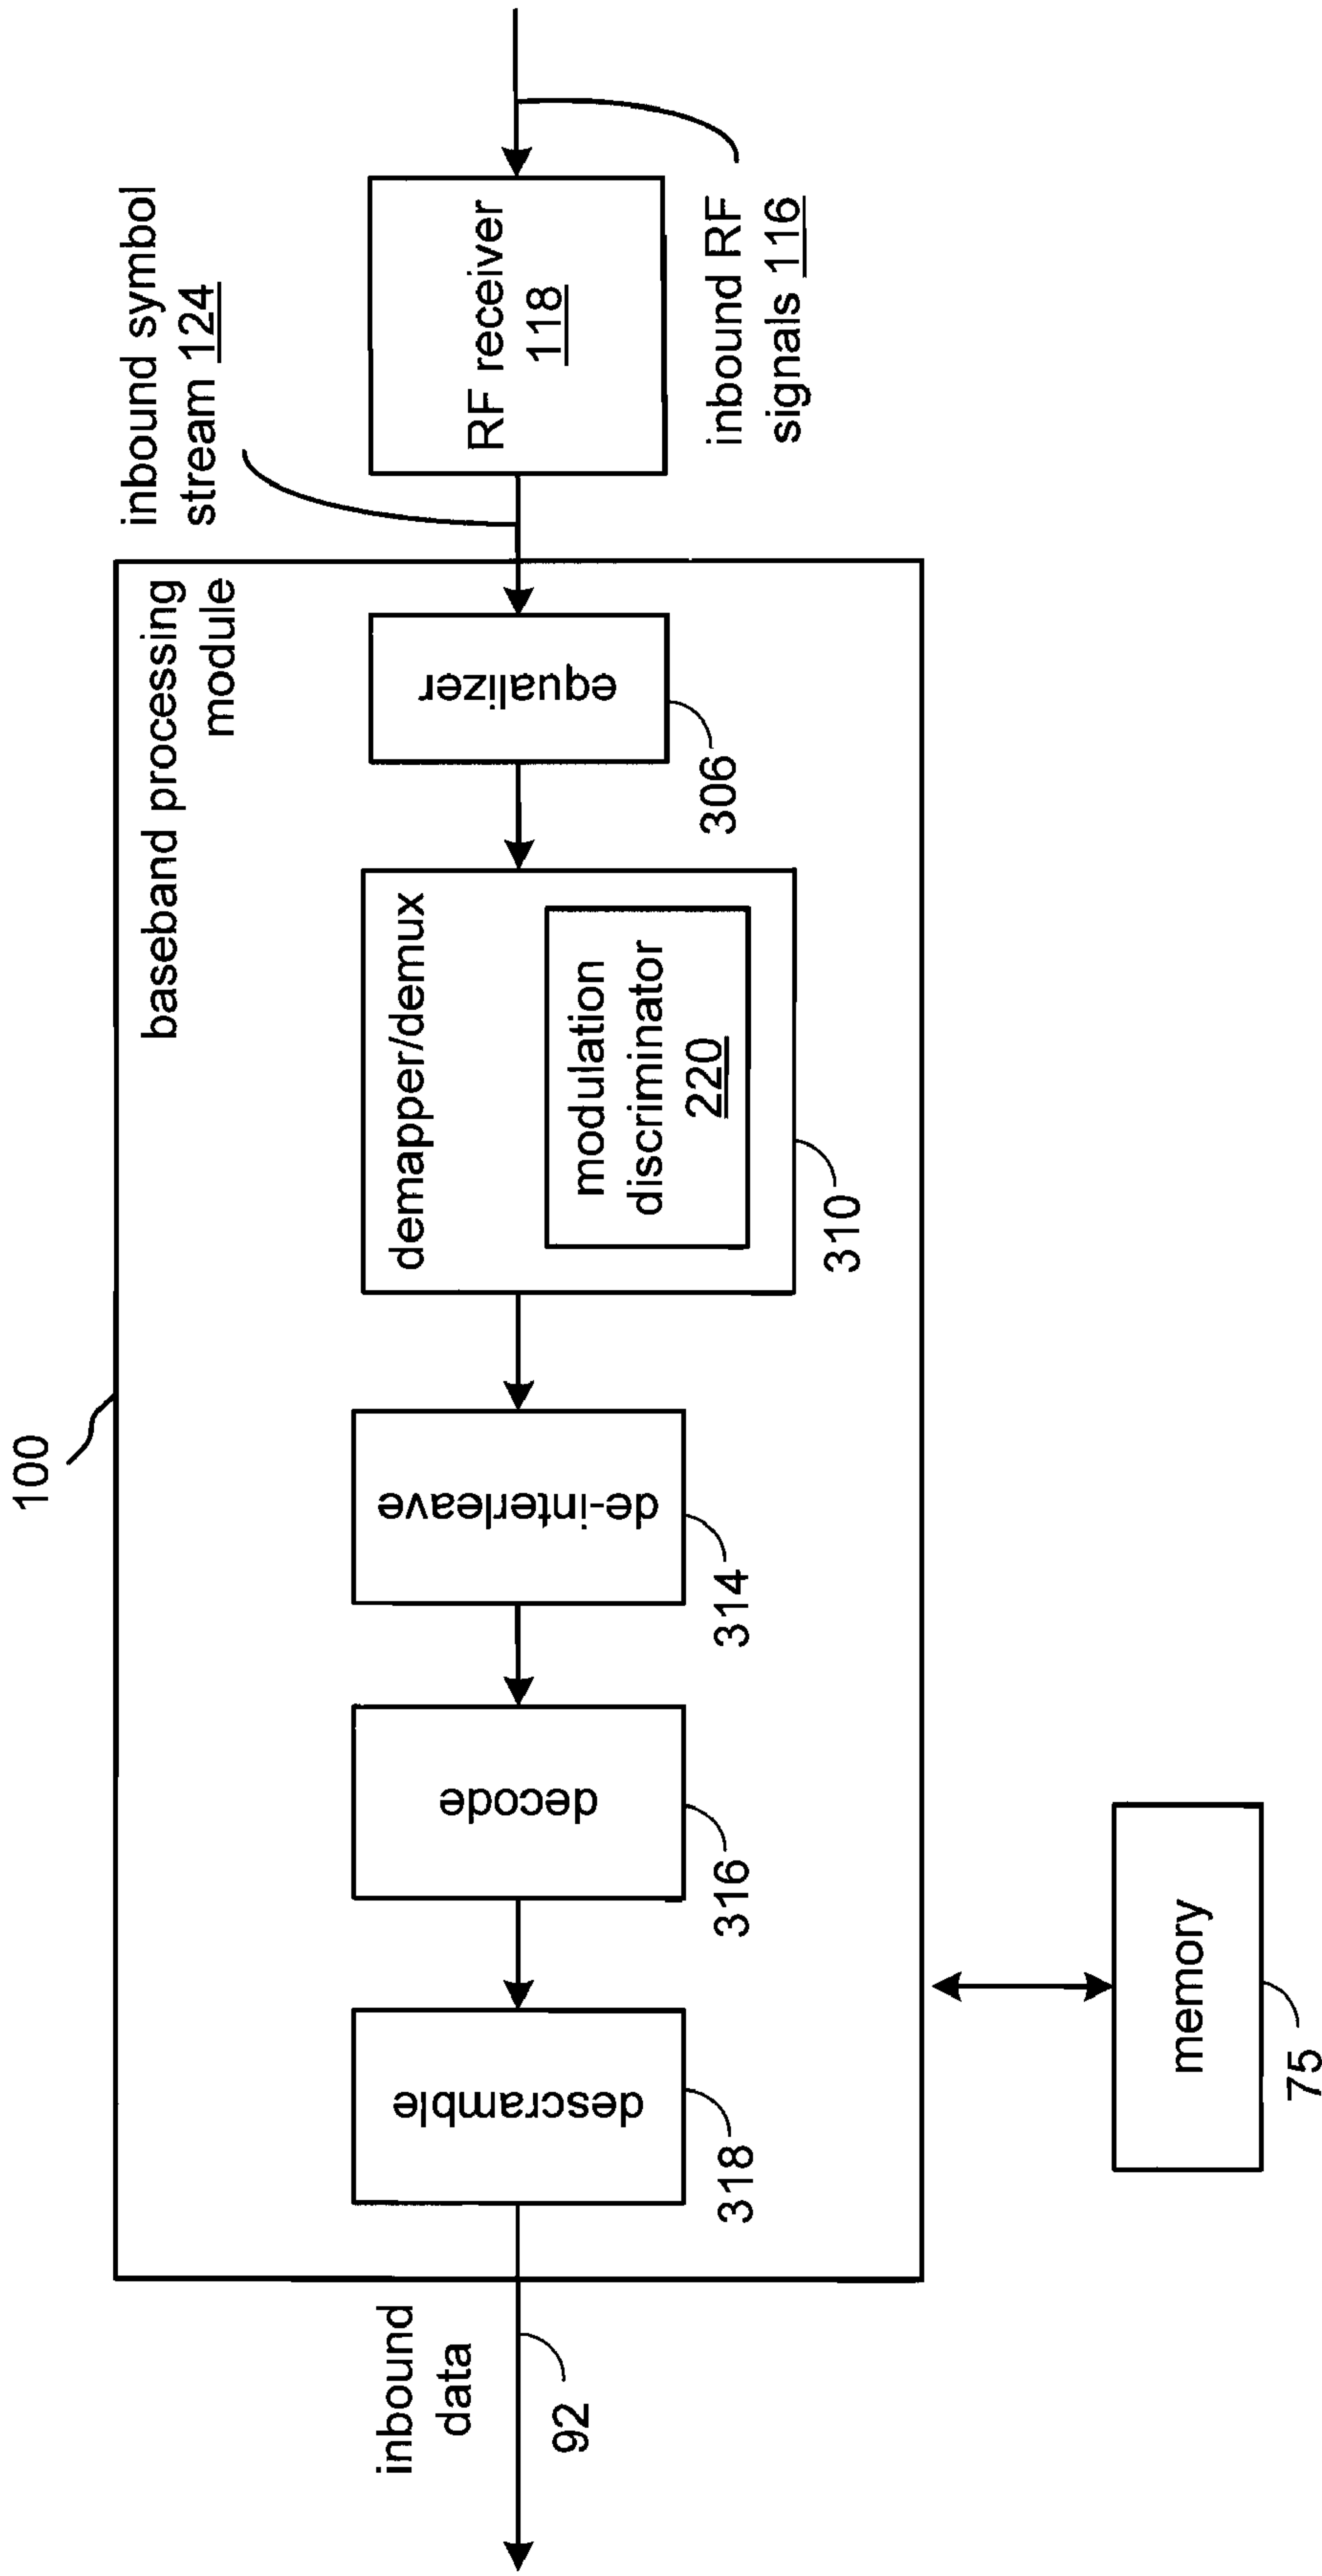 100
baseband processing
module
inbound symbol
stream 124
RF receiver
118
inbound RF
signals 116
equalizer
306
demapper/demux
modulation
discriminator
220
310
de-interleave
314
decode
316
descramble
318
inbound
data
92
memory
75